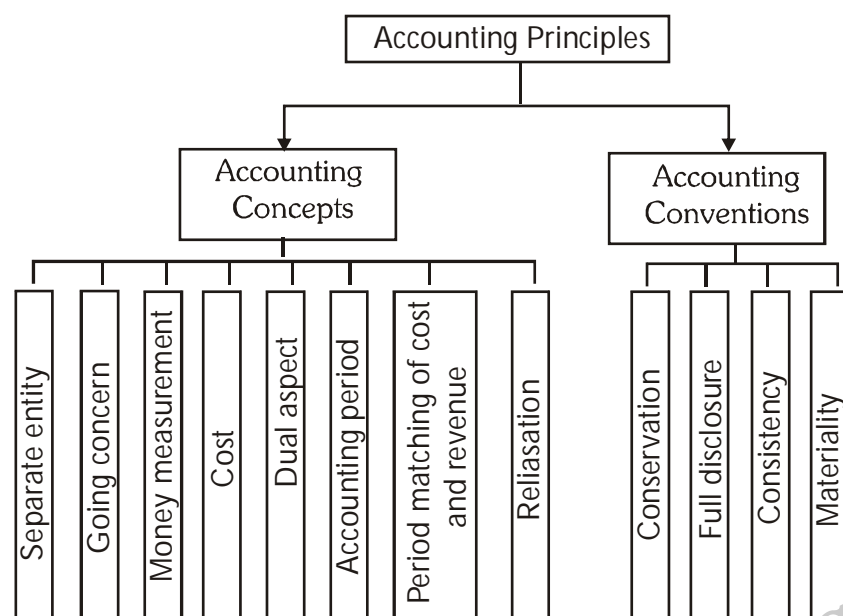 Accounting Principles
Accounting
Concepts
Accounting
Conventions
Separate entity
Going concern
Money measurement
Cost
Dual aspect
Accounting period
Period matching of cost
and revenue
Reliasation
Conservation
Full disclosure
Consistency
Materiality